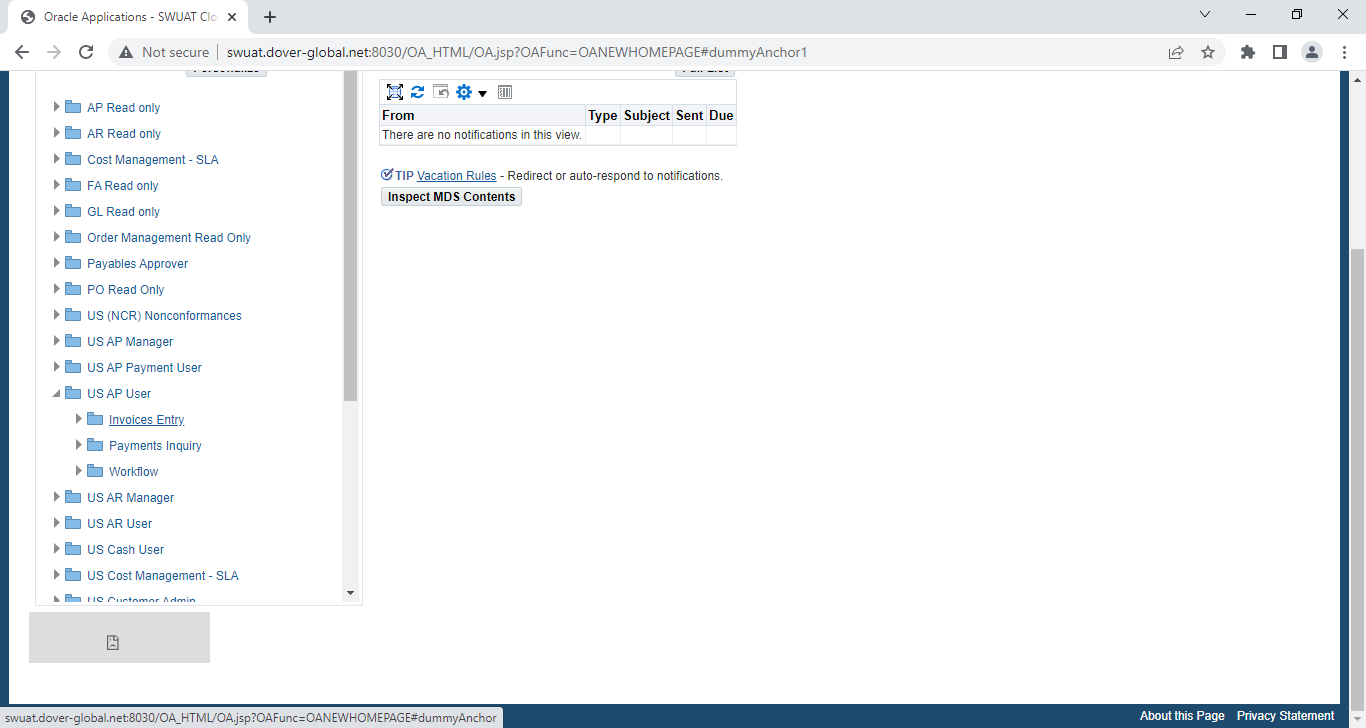 Oracle Applications - SWUAT Clo
Not secure
swuat.dover-global.net:8030/OA_HTML/OA.jsp?OAFunc=OANEWHOMEPAGE#dummyAnchor1
AP Read only
AR Read only
Cost Management - SLA
FA Read only
GL Read only
Order Management Read Only
Payables Approver
PO Read Only
US (NCR) Nonconformances
US AP Manager
US AP Payment User
US AP User
Invoices Entry
Payments Inquiry
Workflow
US AR Manager
US AR User
US Cash User
US Cost Management - SLA
US Customer Admin
From Type Subject Sent Due
There are no notifications in this view.
TIP Vacation Rules - Redirect or auto-respond to notifications.
Inspect MDS Contents
About this Page Privacy Statement
swuat.dover-global.net:8030/OA_HTML/OA.jsp?OAFunc=OANEWHOMEPAGE#dummyAnchor